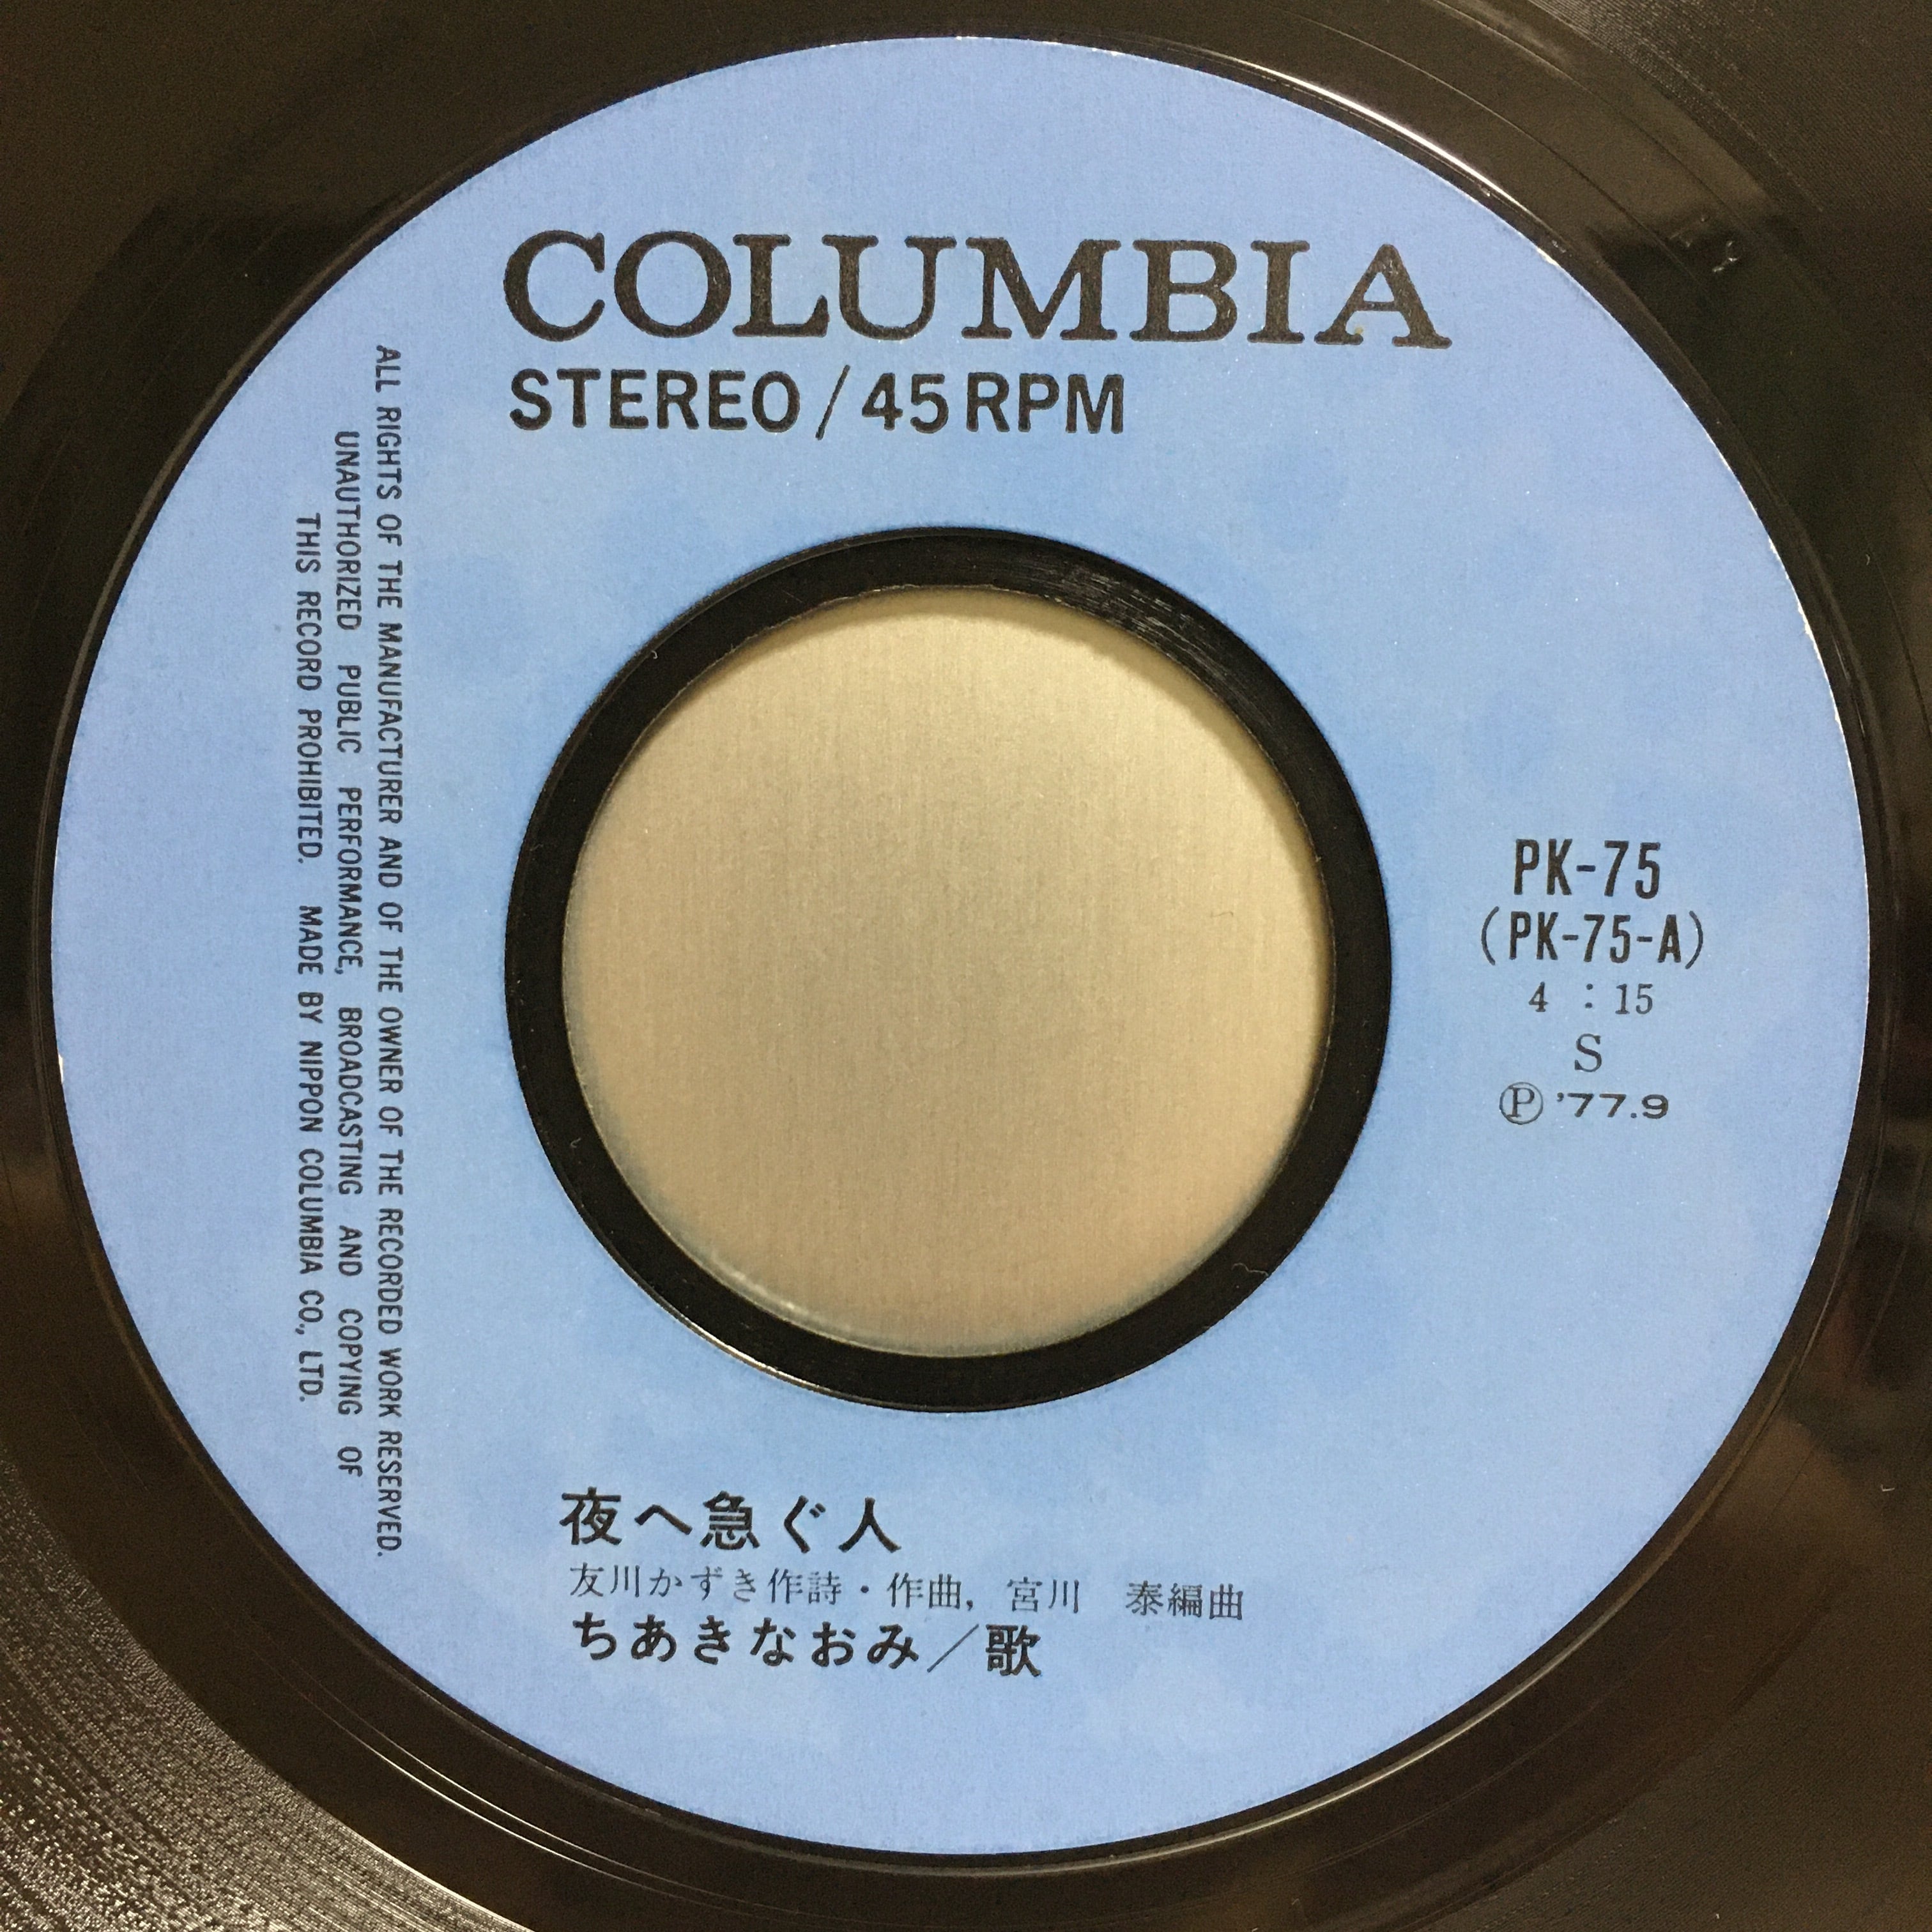 COLUMBIA
STEREO/45RPM
ALL RIGHTS OF THE MANUFACTURER AND OF THE OWNER OF THE RECORDED WORK RESERVED.
UNAUTHORIZED PUBLIC PERFORMANCE, BROADCASTING AND COPYING OF
THIS RECORD PROHIBITED. MADE BY NIPPON COLUMBIA CO., LTD.
PK-75
(PK-75-A)
4:15
S
Ⓟ'77.9
夜へ急ぐ人
友川かずき作詩・作曲, 宮川 泰編曲
ちあきなおみ/歌